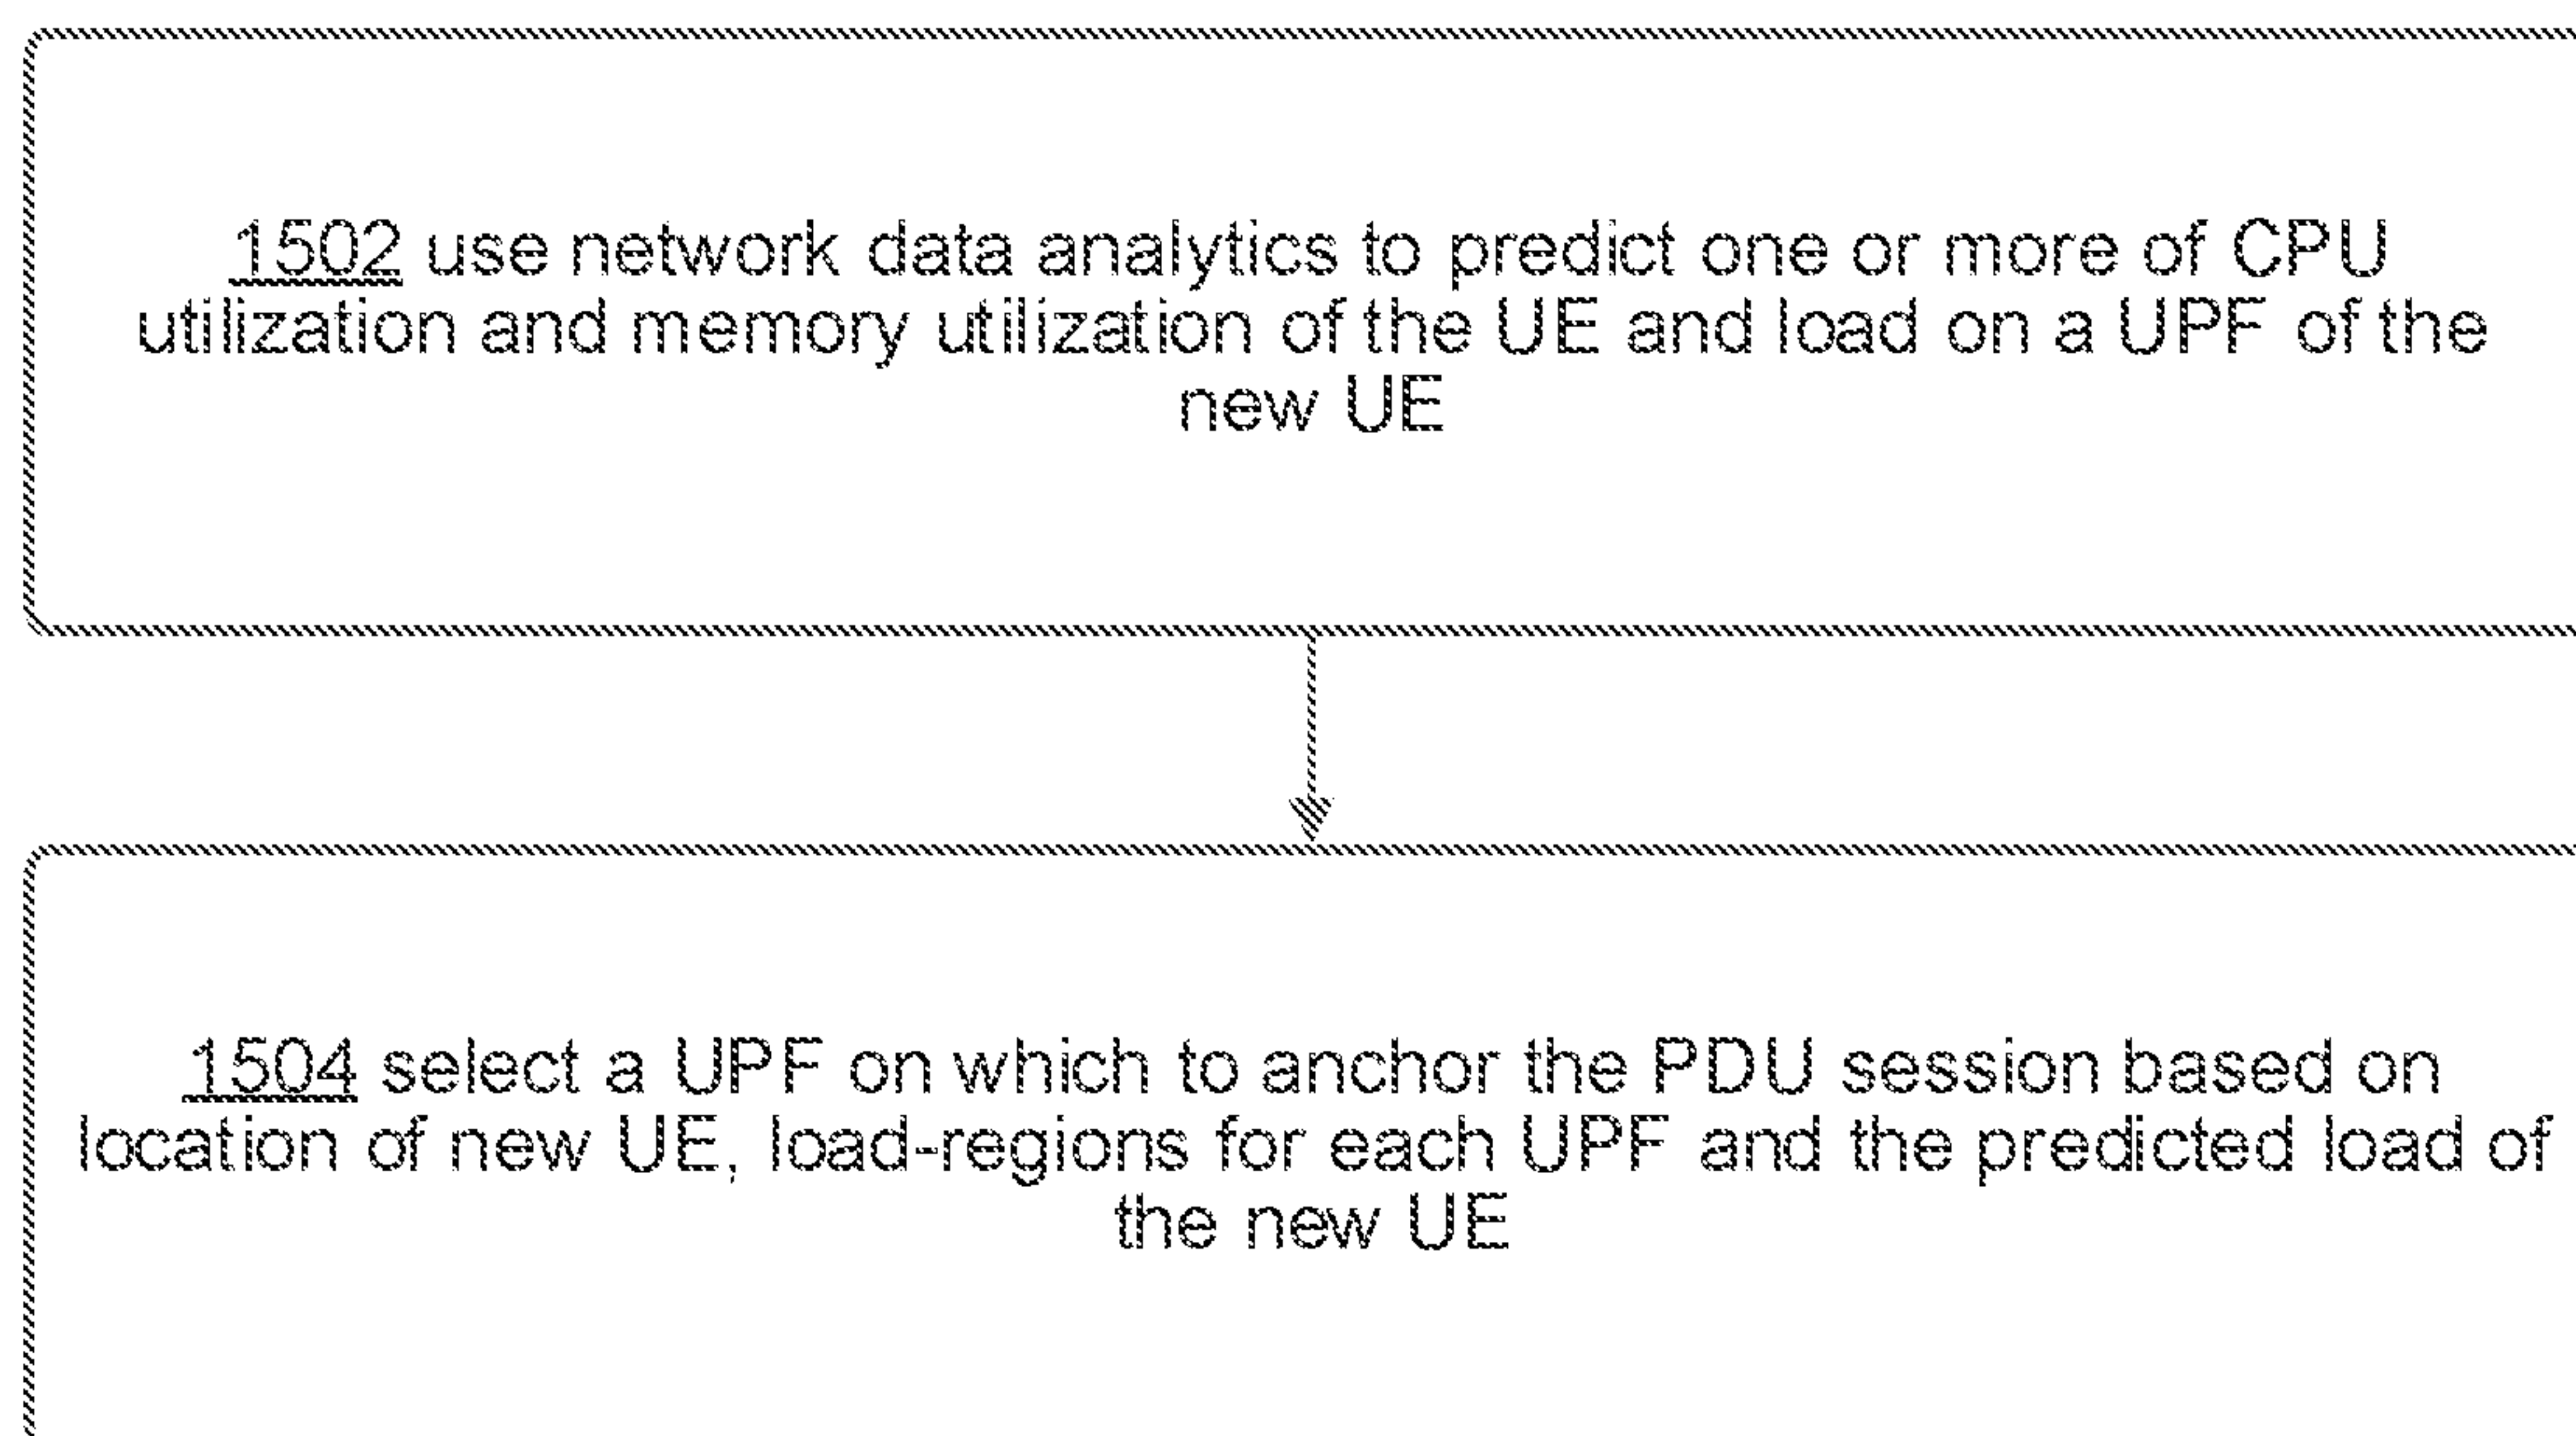 1502 use network data analytics to predict one or more of CPU
utilization and memory utilization of the UE and load on a UPF of the
new UE
1504 select a UPF on which to anchor the PDU session based on
location of new UE, load-regions for each UPF and the predicted load of
the new UE